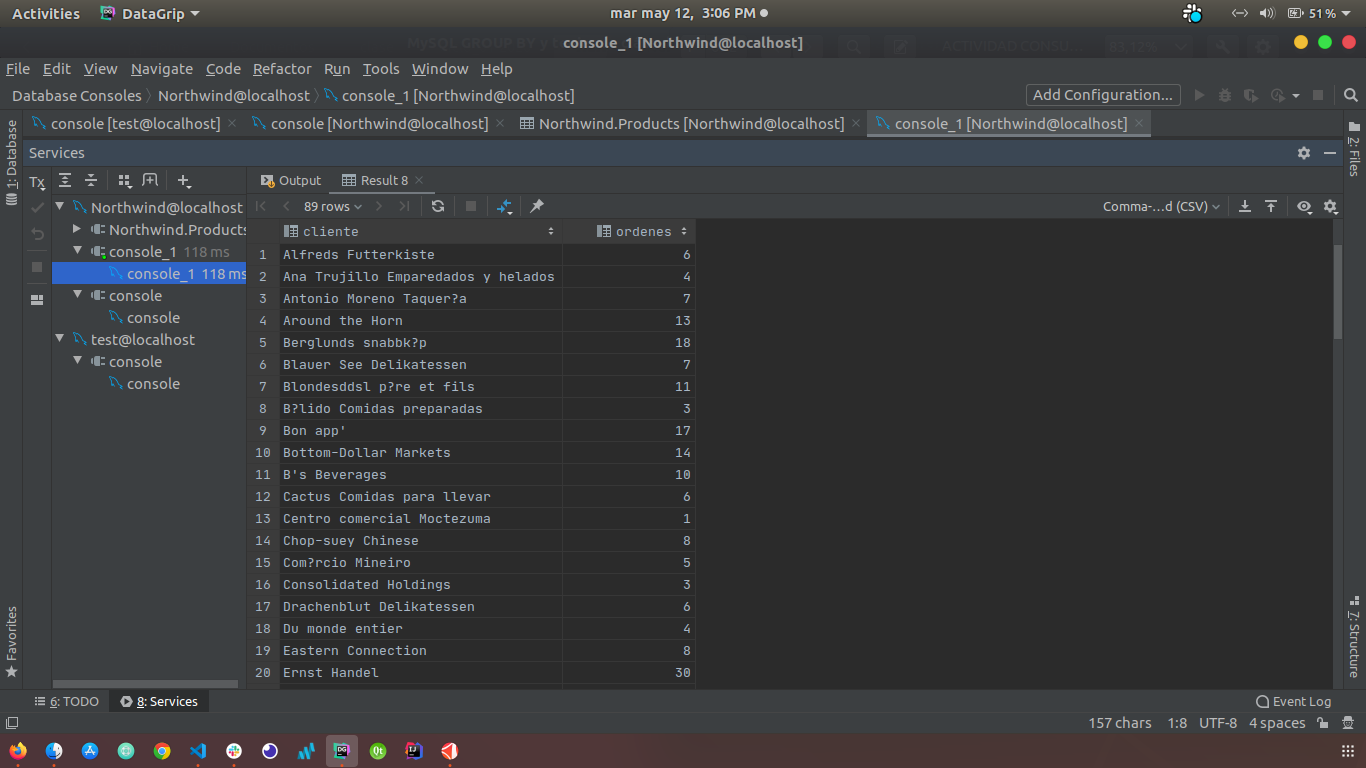 Activities DataGrip mar may 12, 3:06 PM 51 %
console_1 [Northwind@localhost]
File Edit View Navigate Code Refactor Run Tools Window Help
Database Consoles Northwind@localhost console_1 [Northwind@localhost] Add Configuration...
console [test@localhost] console [Northwind@localhost] Northwind.Products [Northwind@localhost] console_1 [Northwind@localhost]
1: Database
2: Files
Services
Tx
Output Result 8
89 rows Comma-...d (CSV)
Northwind@localhost
Northwind.Products
console_1 118 ms
console_1 118 ms
console
console
test@localhost
console
console
cliente ordenes
1 Alfreds Futterkiste 6
2 Ana Trujillo Emparedados y helados 4
3 Antonio Moreno Taquer?a 7
4 Around the Horn 13
5 Berglunds snabbk?p 18
6 Blauer See Delikatessen 7
7 Blondesddsl p?re et fils 11
8 B?lido Comidas preparadas 3
9 Bon app' 17
10 Bottom-Dollar Markets 14
11 B's Beverages 10
12 Cactus Comidas para llevar 6
13 Centro comercial Moctezuma 1
14 Chop-suey Chinese 8
15 Com?rcio Mineiro 5
16 Consolidated Holdings 3
17 Drachenblut Delikatessen 6
18 Du monde entier 4
19 Eastern Connection 8
20 Ernst Handel 30
Favorites
7: Structure
6: TODO 8: Services Event Log
157 chars 1:8 UTF-8 4 spaces